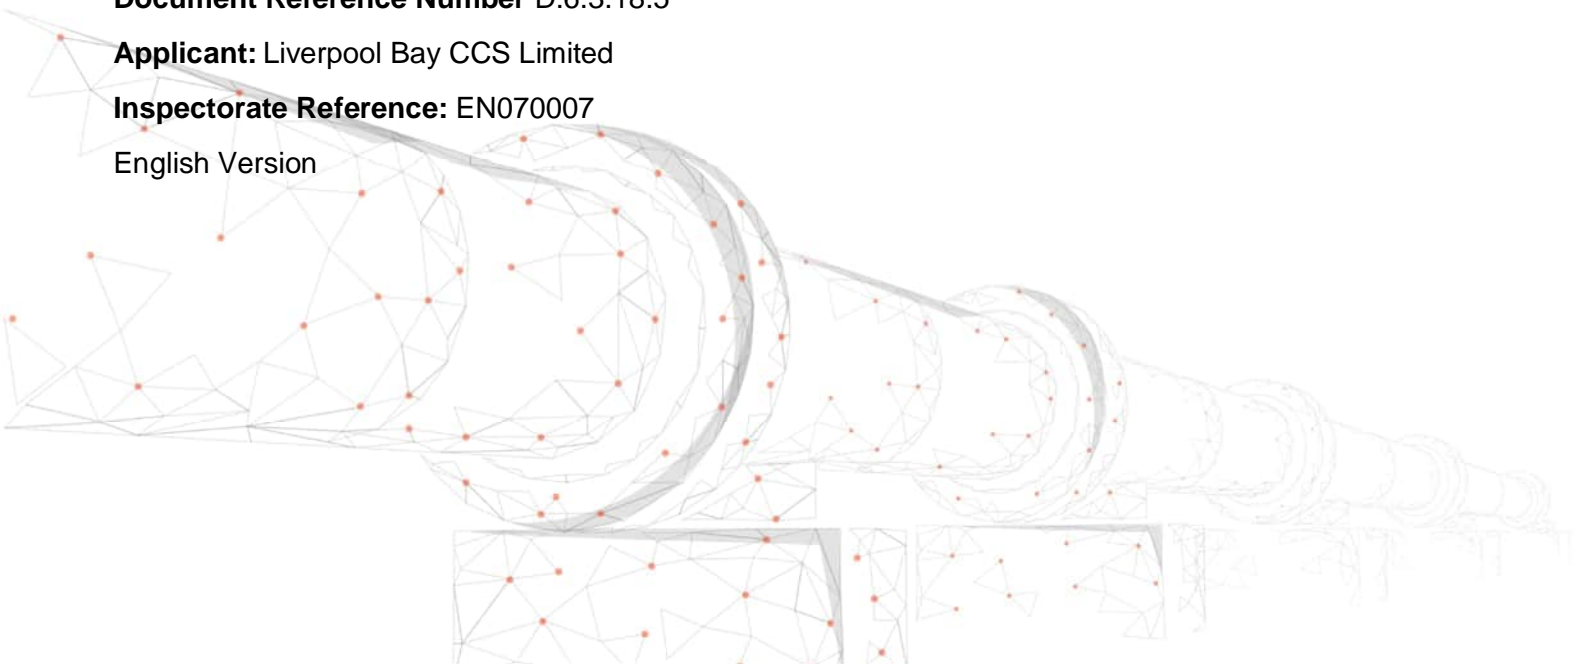 Document Reference Number D.6.3.18.5
Applicant: Liverpool Bay CCS Limited
Inspectorate Reference: EN070007
English Version